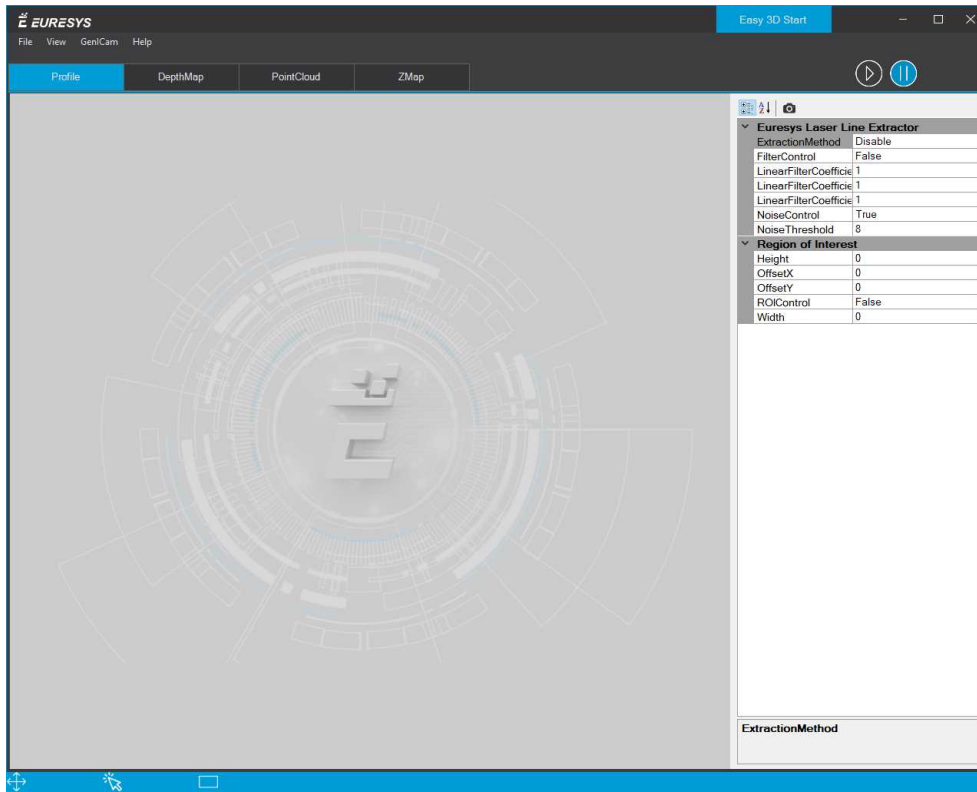 EURESYS
Easy 3D Start
File View GenICam Help
Profile DepthMap PointCloud ZMap
Euresys Laser Line Extractor
ExtractionMethod Disable
FilterControl False
LinearFilterCoefficie 1
LinearFilterCoefficie 1
LinearFilterCoefficie 1
NoiseControl True
NoiseThreshold 8
Region of Interest
Height 0
OffsetX 0
OffsetY 0
ROIControl False
Width 0
ExtractionMethod